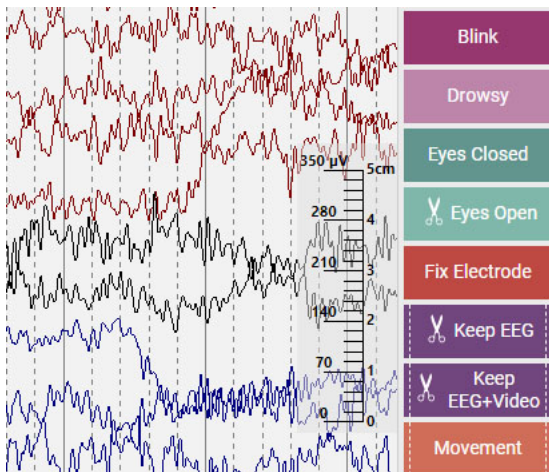 Blink
Drowsy
Eyes Closed
Eyes Open
Fix Electrode
Keep EEG
Keep
EEG+Video
Movement
350 µV
5cm
280
4
210
3
140
2
70
1
0
0